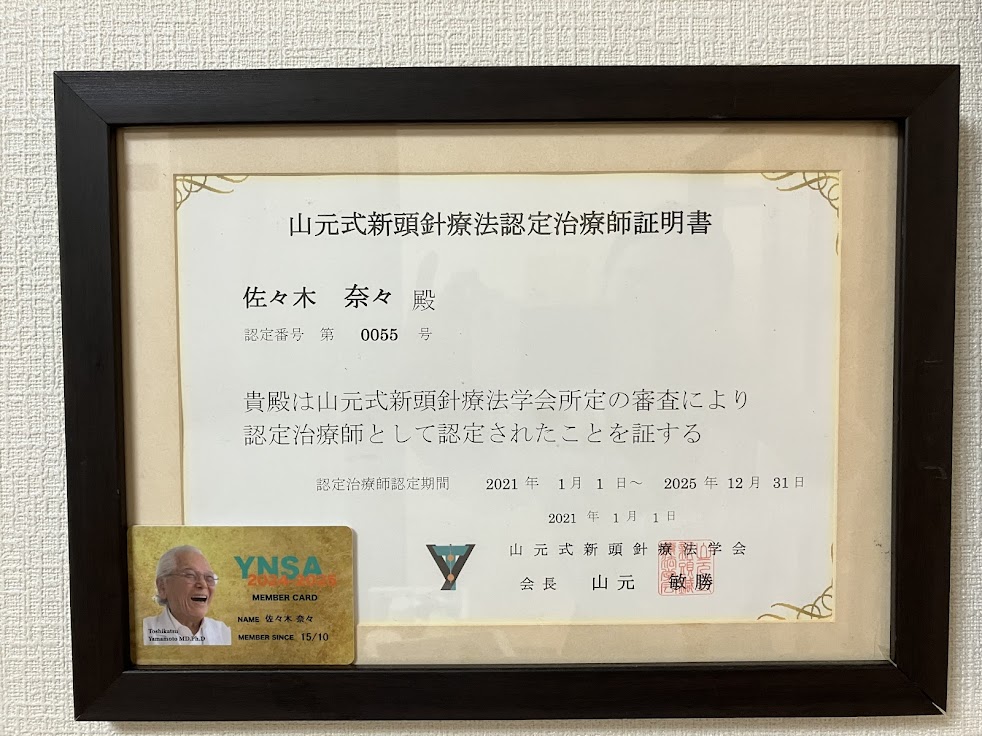 山元式新頭針療法認定治療師証明書
佐々木 奈々 殿
認定番号 第 0055 号
貴殿は山元式新頭針療法学会所定の審査により
認定治療師として認定されたことを証する
認定治療師認定期間 2021 年 1 月 1 日~ 2025 年 12 月 31 日
2021 年 1 月 1 日
山元式新頭針療法学会
会長 山元 敏勝
YNSA
MEMBER CARD
NAME 佐々木 奈々
MEMBER SINCE 15/10
Toshikatsu
Yamamoto MD.Ph.D